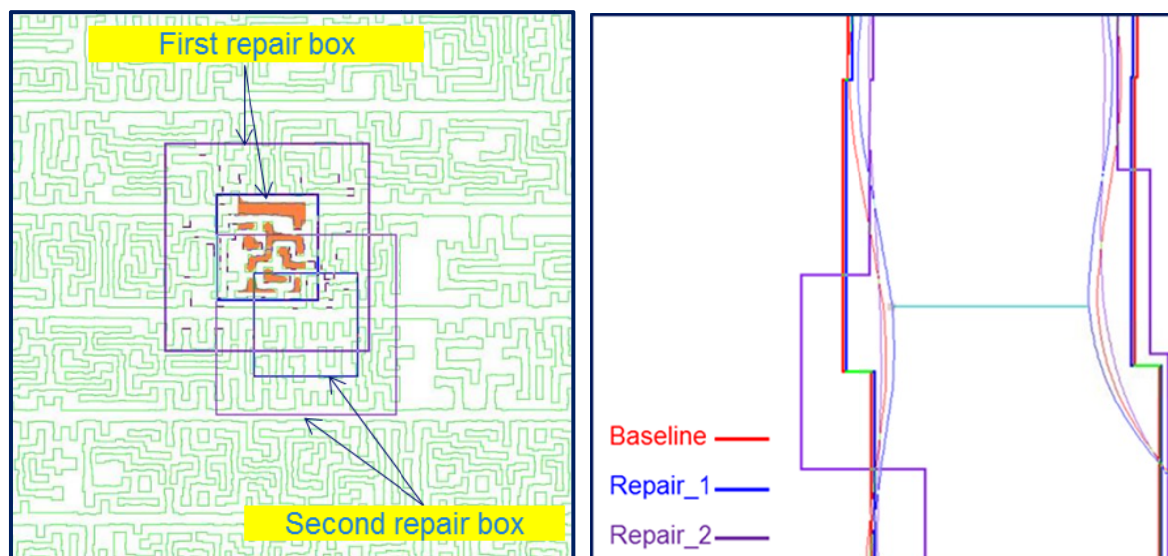 First repair box
Second repair box
Baseline
Repair_1
Repair_2